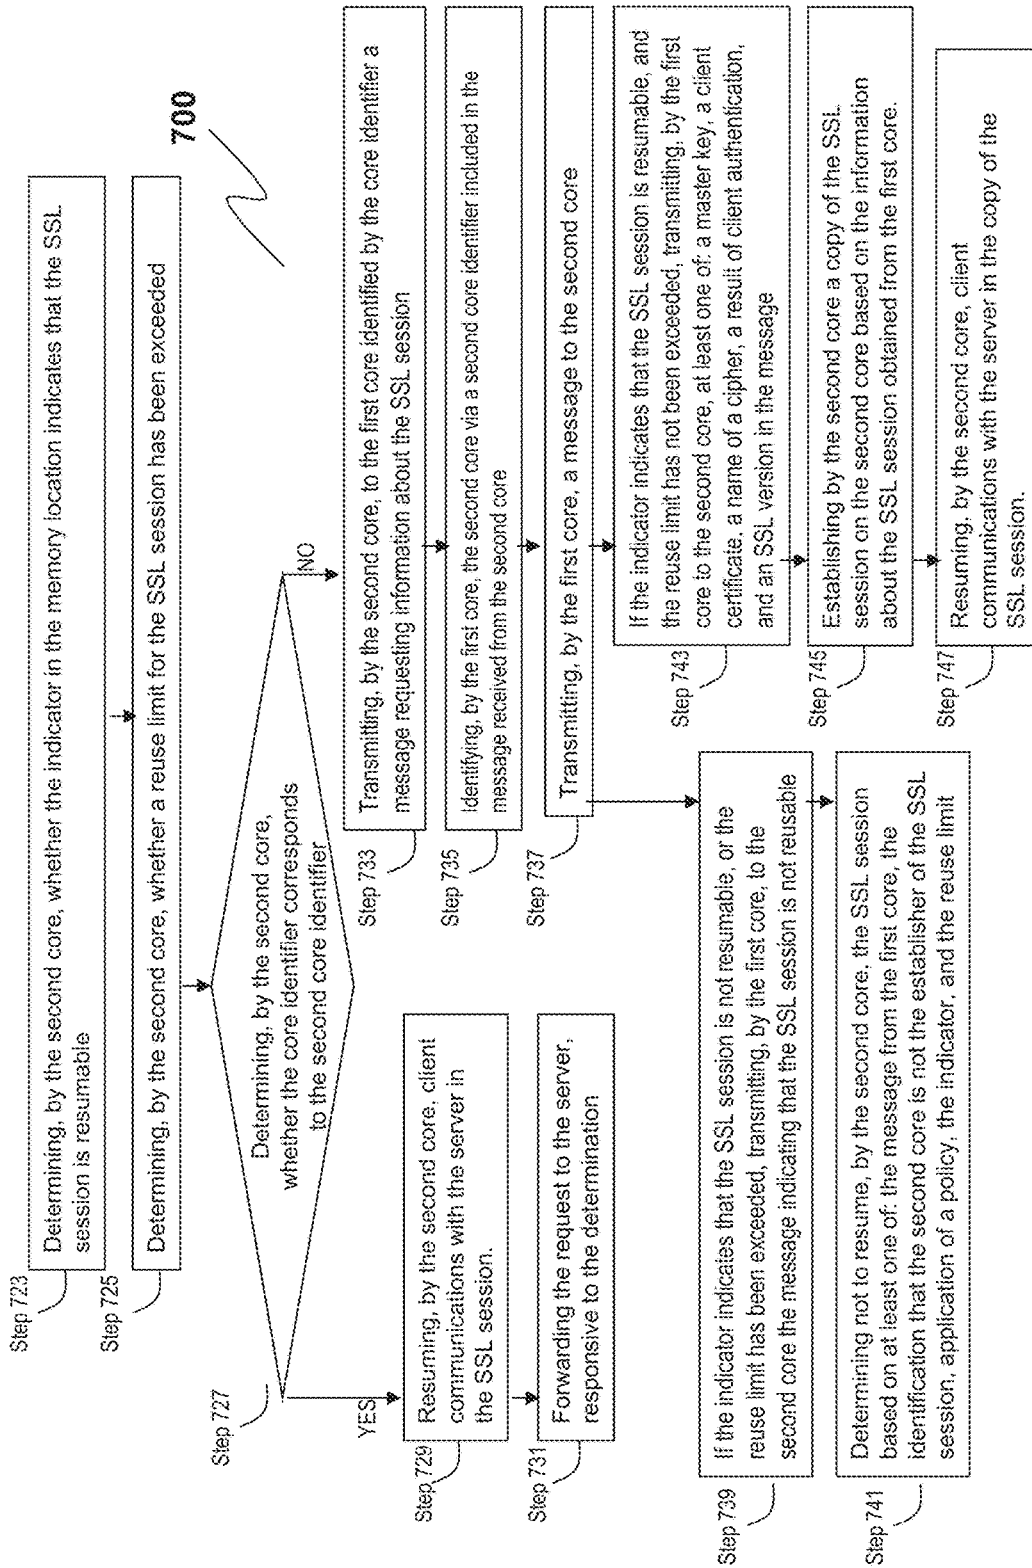 700
Step 723
Determining, by the second core, whether the indicator in the memory location indicates that the SSL
session is resumable
Step 725
Determining, by the second core, whether a reuse limit for the SSL session has been exceeded
Step 727
Determining, by the second core,
whether the core identifier corresponds
to the second core identifier
YES
NO
Step 729
Resuming, by the second core, client
communications with the server in
the SSL session.
Step 731
Forwarding the request to the server,
responsive to the determination
Step 733
Transmitting, by the second core, to the first core identified by the core identifier a
message requesting information about the SSL session
Step 735
Identifying, by the first core, the second core via a second core identifier included in the
message received from the second core
Step 737
Transmitting, by the first core, a message to the second core
Step 739
If the indicator indicates that the SSL session is not resumable, or the
reuse limit has been exceeded, transmitting, by the first core, to the
second core the message indicating that the SSL session is not reusable
Step 741
Determining not to resume, by the second core, the SSL session
based on at least one of: the message from the first core, the
identification that the second core is not the establisher of the SSL
session, application of a policy, the indicator, and the reuse limit
Step 743
If the indicator indicates that the SSL session is resumable, and
the reuse limit has not been exceeded, transmitting, by the first
core to the second core, at least one of: a master key, a client
certificate, a name of a cipher, a result of client authentication,
and an SSL version in the message
Step 745
Establishing by the second core a copy of the SSL
session on the second core based on the information
about the SSL session obtained from the first core.
Step 747
Resuming, by the second core, client
communications with the server in the copy of the
SSL session.